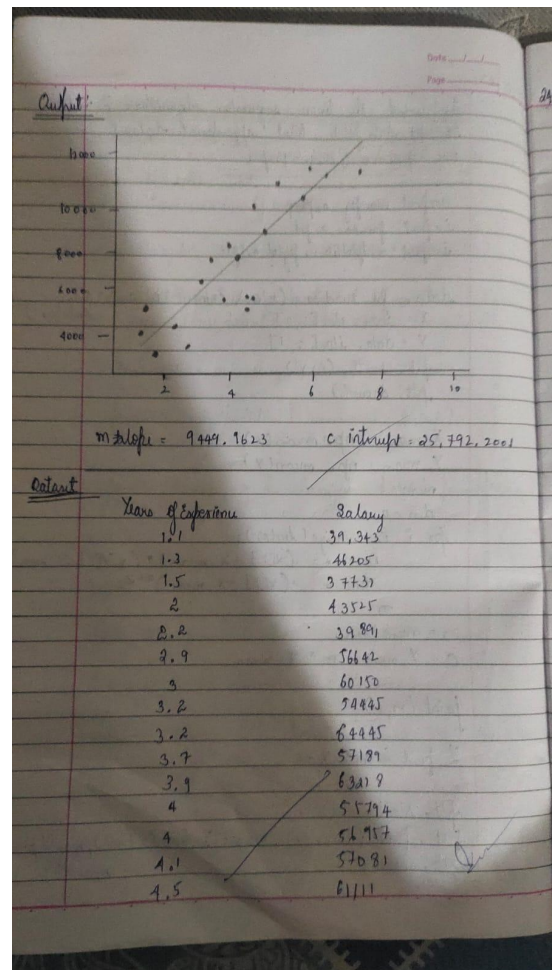 Date
Page
Output:
12000
10000
8000
6000
4000
2 4 6 8 10
m slope = 9449.9623 c intrupt = 25,792.2001
Dataset
Years of Experience Salary
1.1 39,343
1.3 46205
1.5 37731
2 43525
2.2 39891
2.9 56642
3 60150
3.2 54445
3.2 64445
3.7 57189
3.9 63218
4 55794
4 56957
4.1 57081
4.5 61111